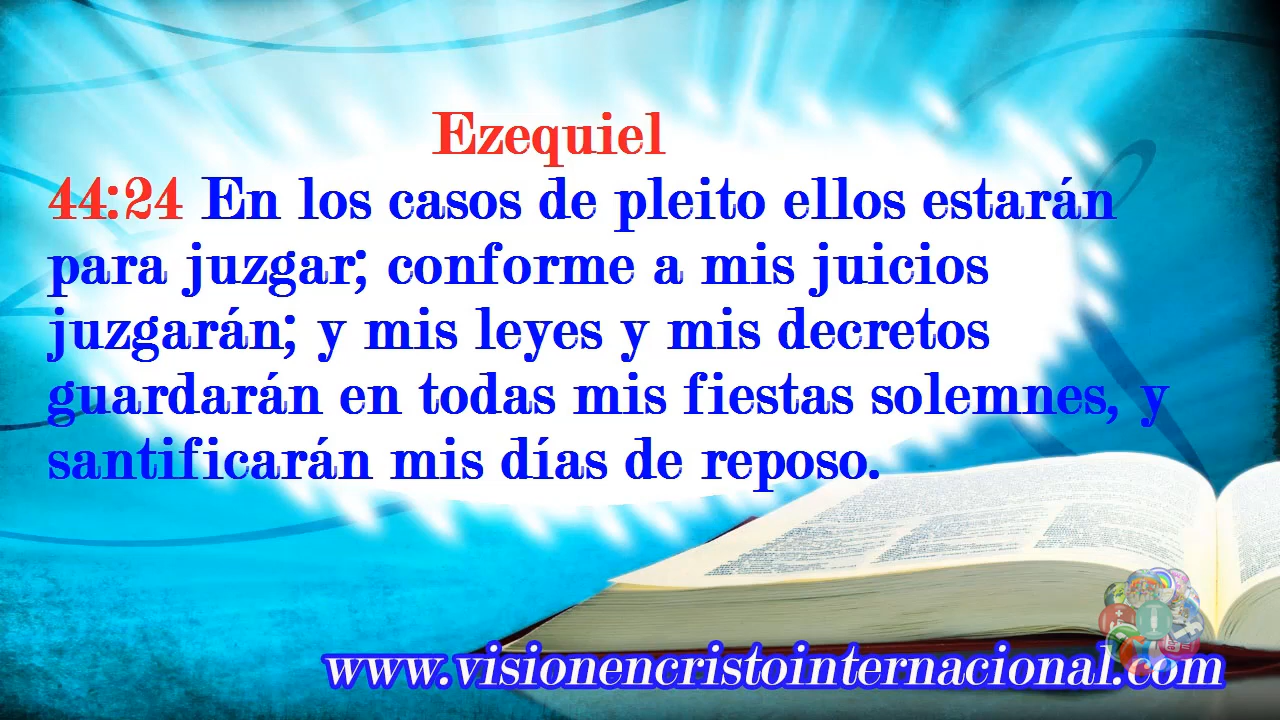 Ezequiel
44:24 En los casos de pleito ellos estarán
para juzgar; conforme a mis juicios
juzgarán; y mis leyes y mis decretos
guardarán en todas mis fiestas solemnes, y
santificarán mis días de reposo.
www.visionencristointernacional.com